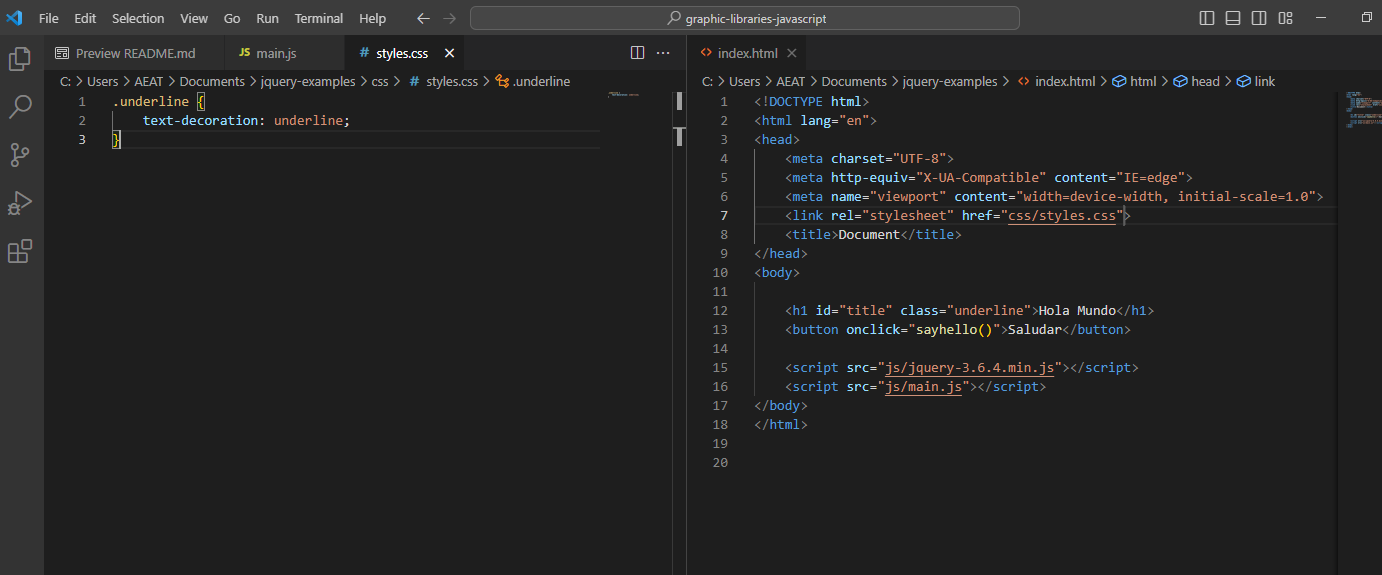 File Edit Selection View Go Run Terminal Help graphic-libraries-javascript
Preview README.md JS main.js # styles.css
C: > Users > AEAT > Documents > jquery-examples > css > # styles.css > .underline
1 .underline {
2     text-decoration: underline;
3 }
<> index.html
C: > Users > AEAT > Documents > jquery-examples > <> index.html > html > head > link
1 <!DOCTYPE html>
2 <html lang="en">
3 <head>
4     <meta charset="UTF-8">
5     <meta http-equiv="X-UA-Compatible" content="IE=edge">
6     <meta name="viewport" content="width=device-width, initial-scale=1.0">
7     <link rel="stylesheet" href="css/styles.css">
8     <title>Document</title>
9 </head>
10 <body>
11
12     <h1 id="title" class="underline">Hola Mundo</h1>
13     <button onclick="sayhello()">Saludar</button>
14
15     <script src="js/jquery-3.6.4.min.js"></script>
16     <script src="js/main.js"></script>
17 </body>
18 </html>
19
20